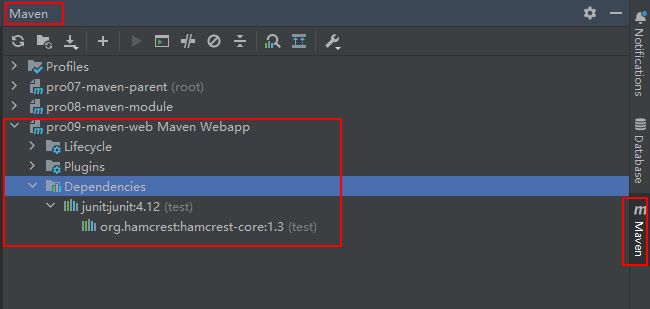 Maven
Profiles
pro07-maven-parent (root)
pro08-maven-module
pro09-maven-web Maven Webapp
Lifecycle
Plugins
Dependencies
junit:junit:4.12 (test)
org.hamcrest:hamcrest-core:1.3 (test)
Notifications
Database
Maven